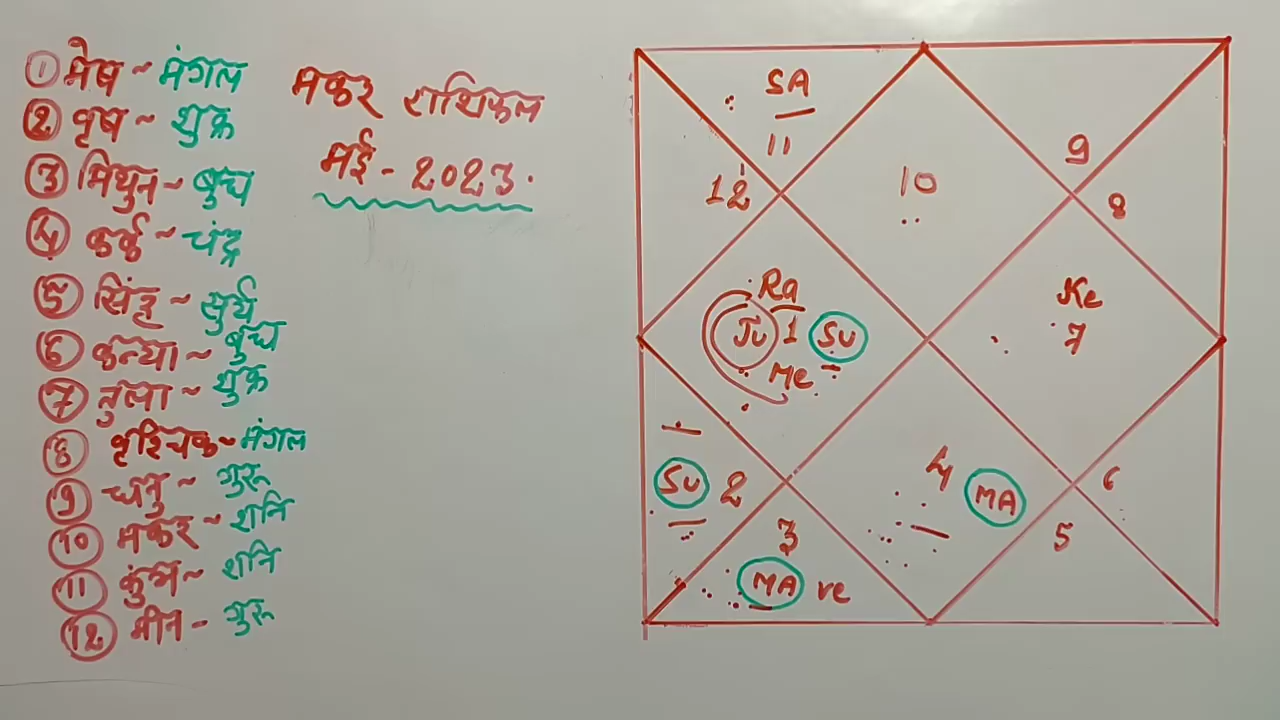 ① मेष ~ मंगल
② वृष ~ शुक्र
③ मिथुन ~ बुध
④ कर्क ~ चंद्र
⑤ सिंह ~ सुर्य
⑥ कन्या ~ बुध
⑦ तुला ~ शुक्र
⑧ वृश्चिक ~ मंगल
⑨ धनु ~ गुरू
⑩ मकर ~ शनि
⑪ कुंभ ~ शनि
⑫ मीन - गुरू
मकर राशिफल
मई - 2023.
SA
11
12
10
9
8
Ra
Ju 1 Su
Me
Ke
7
Su 2
3
MA ve
4 MA
5
6